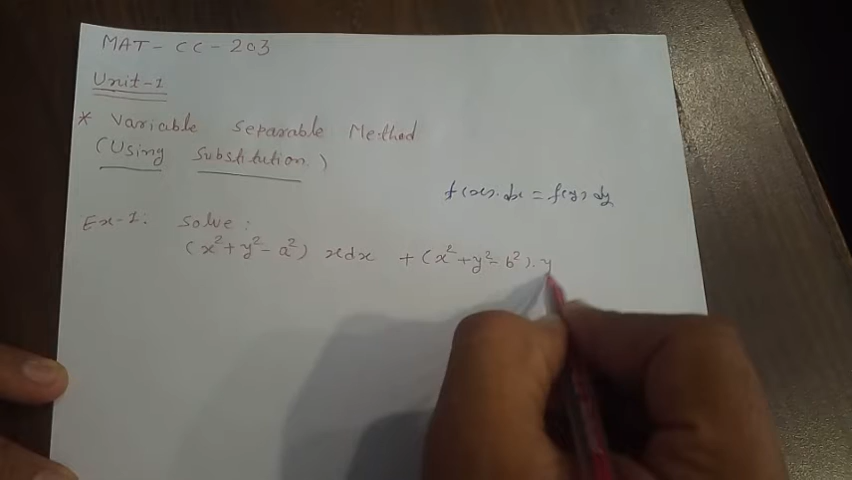 MAT- CC - 203
Unit-1
* Variable Separable Method
(Using Substitution)
f(x).dx = f(y) dy
Ex-1: Solve:
(x²+y²-a²) xdx + (x²+y²-b²).y